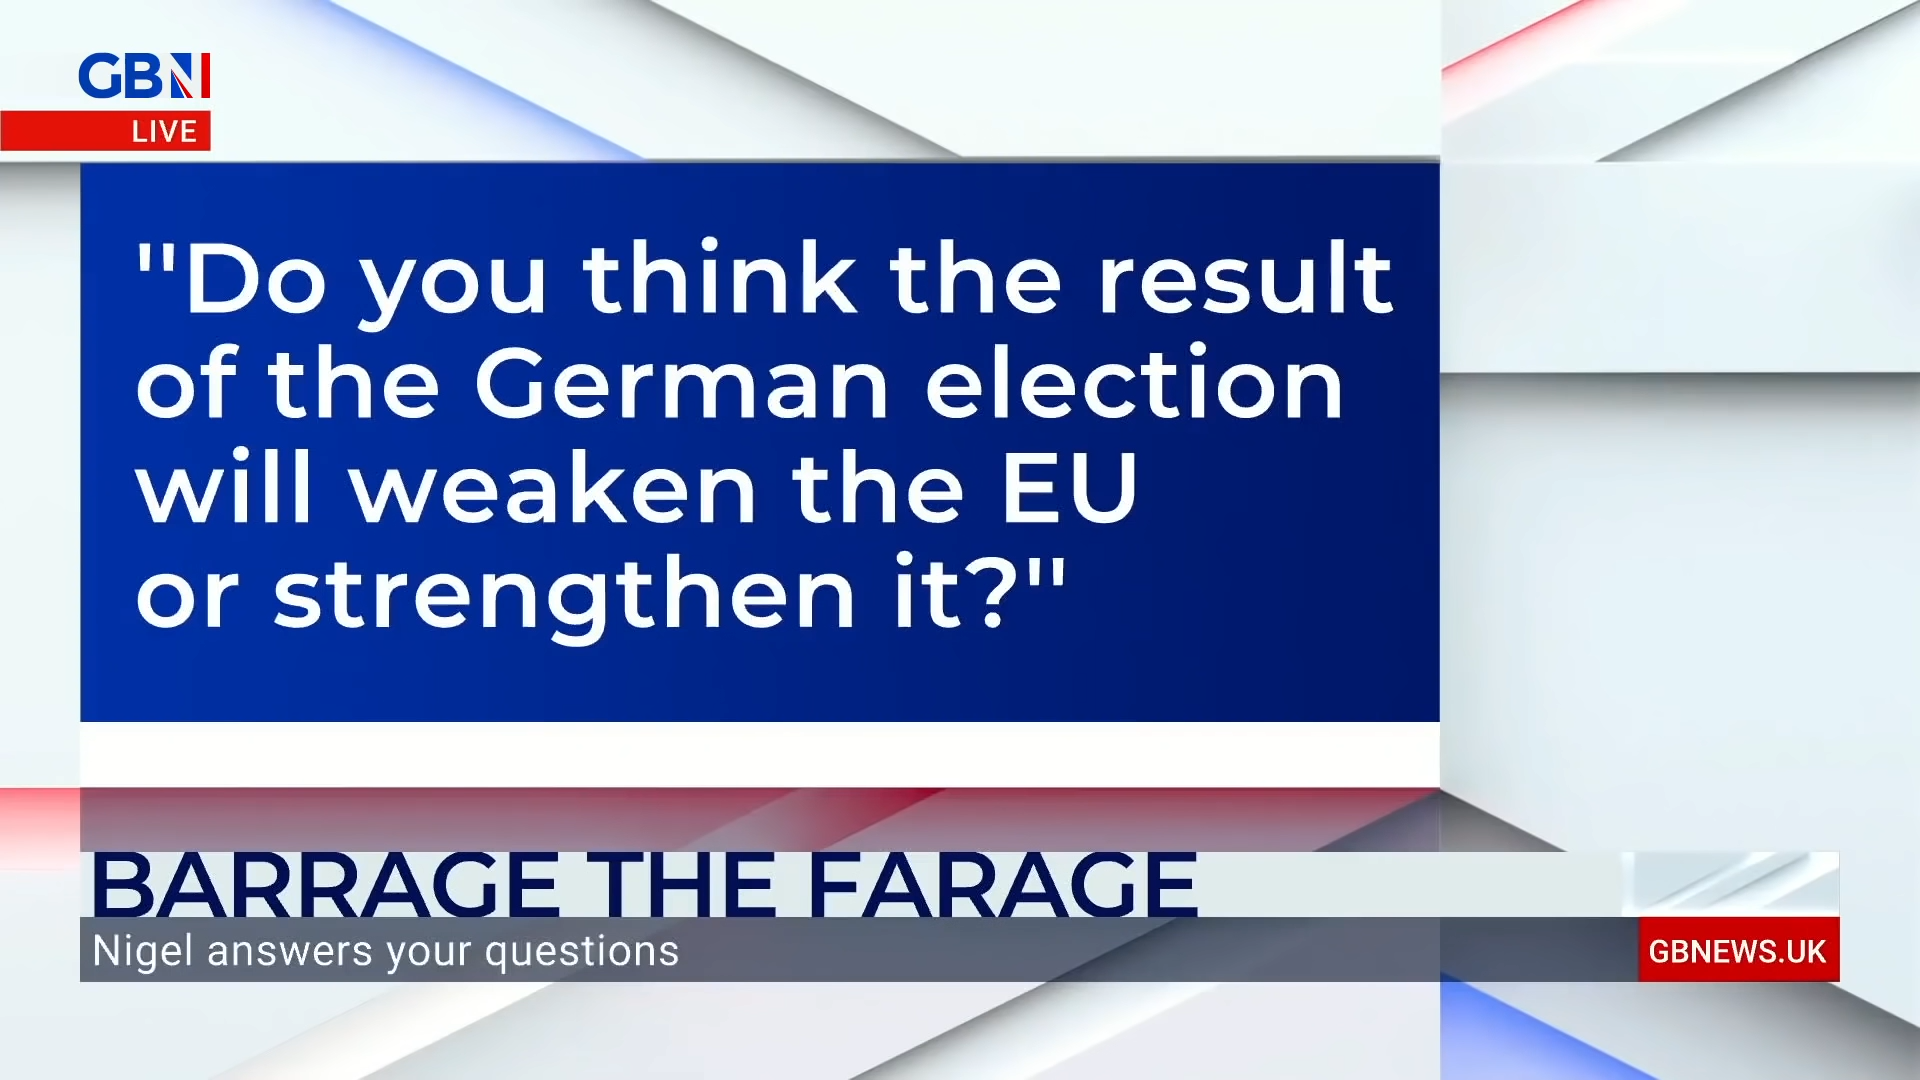 GBN
LIVE
"Do you think the result
of the German election
will weaken the EU
or strengthen it?"
BARRAGE THE FARAGE
Nigel answers your questions
GBNEWS.UK